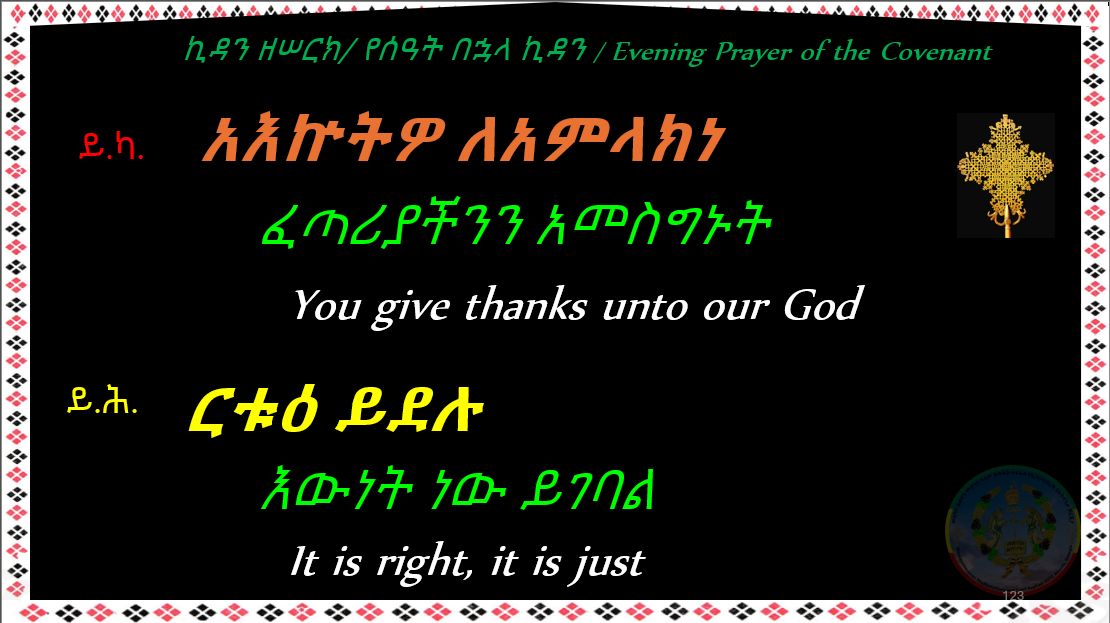 ኪዳን ዘሠርክ/ የሰዓት በኋላ ኪዳን / Evening Prayer of the Covenant
ይ.ካ. አእኵትዎ ለአምላክነ
ፈጣሪያችንን አመስግኑት
You give thanks unto our God
ይ.ሕ. ርቱዕ ይደሉ
እውነት ነው ይገባል
It is right, it is just
123